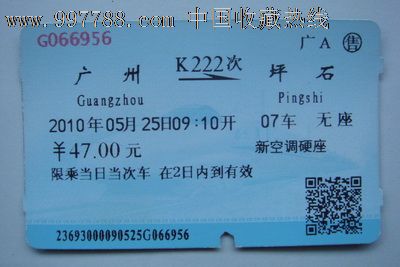 www.997788.com 中国收藏热线
G066956
广A 售
广州 K222次 坪石
Guangzhou Pingshi
2010年05月25日09:10开 07车 无座
¥47.00元 新空调硬座
限乘当日当次车 在2日内到有效
23693000090525G066956